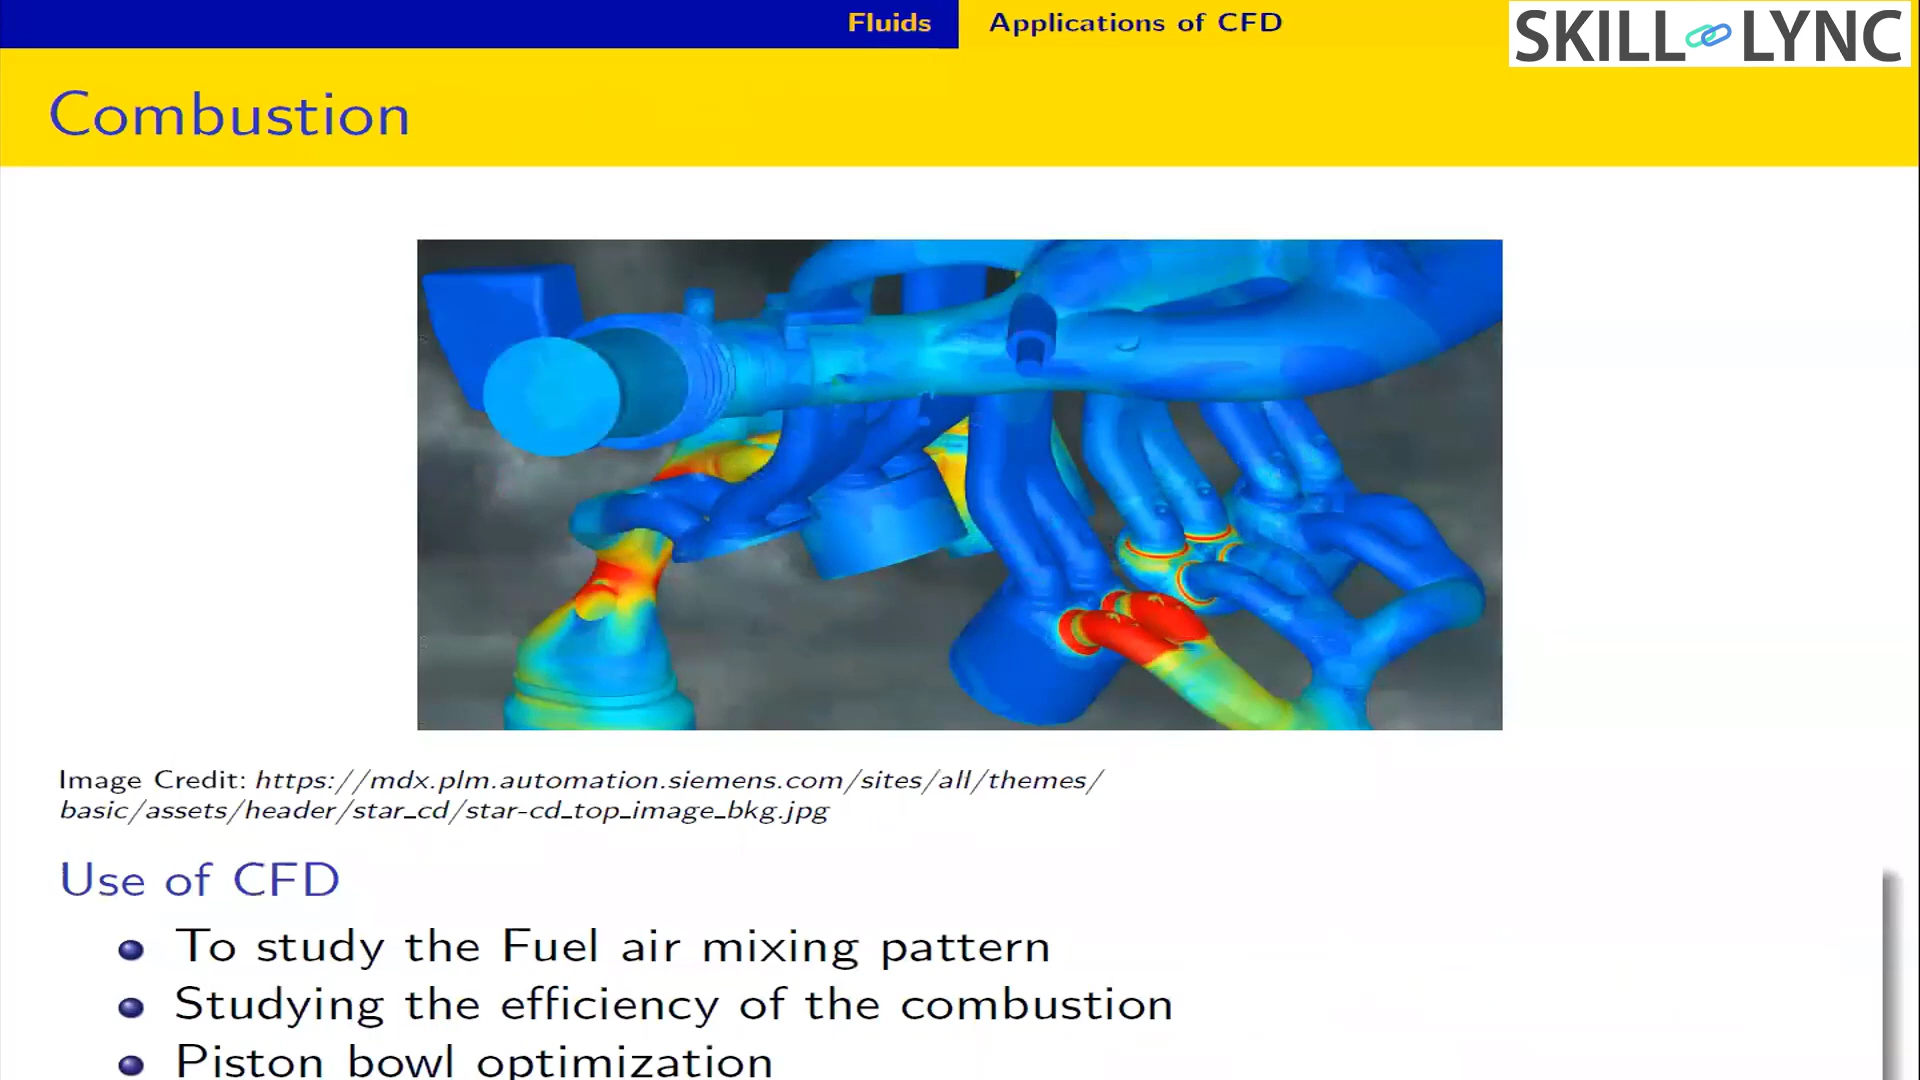 Fluids
Applications of CFD
SKILL LYNC
Combustion
Image Credit: https://mdx.plm.automation.siemens.com/sites/all/themes/
basic/assets/header/star_cd/star-cd_top_image_bkg.jpg
Use of CFD
To study the Fuel air mixing pattern
Studying the efficiency of the combustion
Piston bowl optimization